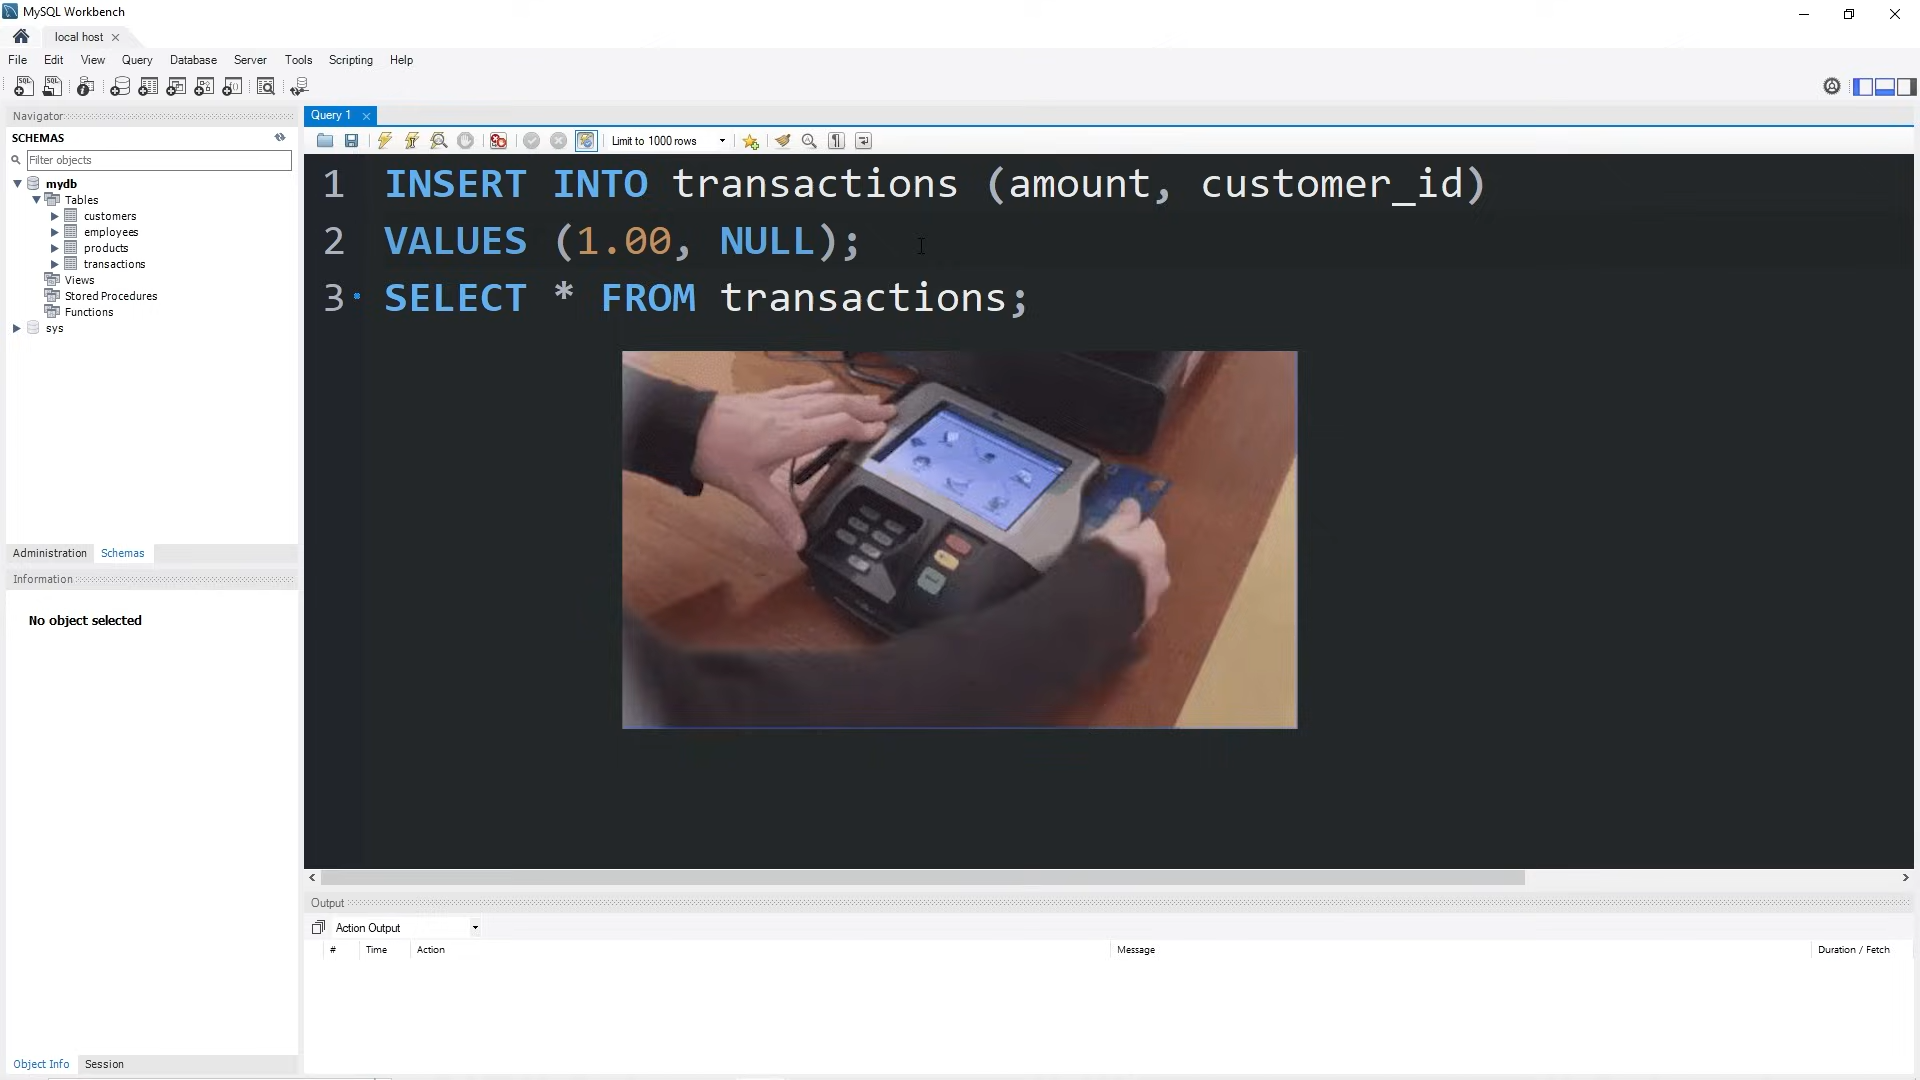 MySQL Workbench
local host
File Edit View Query Database Server Tools Scripting Help
Navigator
SCHEMAS
Filter objects
mydb
Tables
customers
employees
products
transactions
Views
Stored Procedures
Functions
sys
Administration Schemas
Information
No object selected
Object Info Session
Query 1
Limit to 1000 rows
1 INSERT INTO transactions (amount, customer_id)
2 VALUES (1.00, NULL);
3 SELECT * FROM transactions;
Output
Action Output
# Time Action Message Duration / Fetch